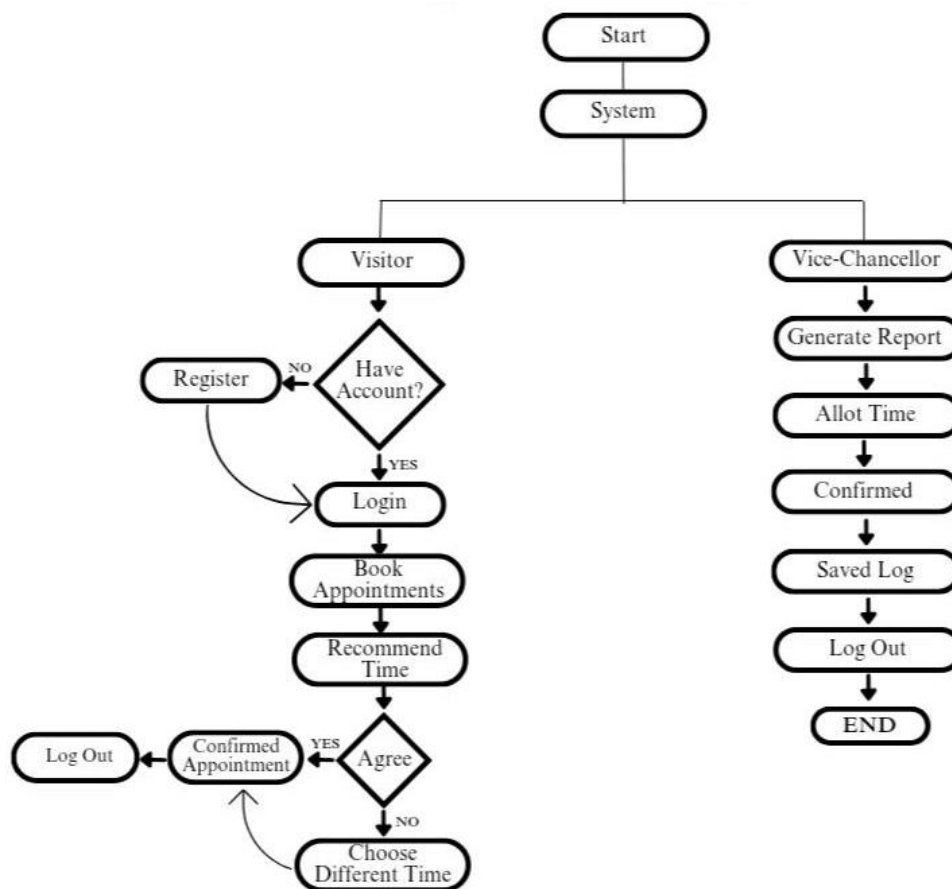 Start
System
Visitor
Have
Account?
NO
Register
YES
Login
Book
Appointments
Recommend
Time
Agree
YES
Confirmed
Appointment
Log Out
NO
Choose
Different Time
Vice-Chancellor
Generate Report
Allot Time
Confirmed
Saved Log
Log Out
END